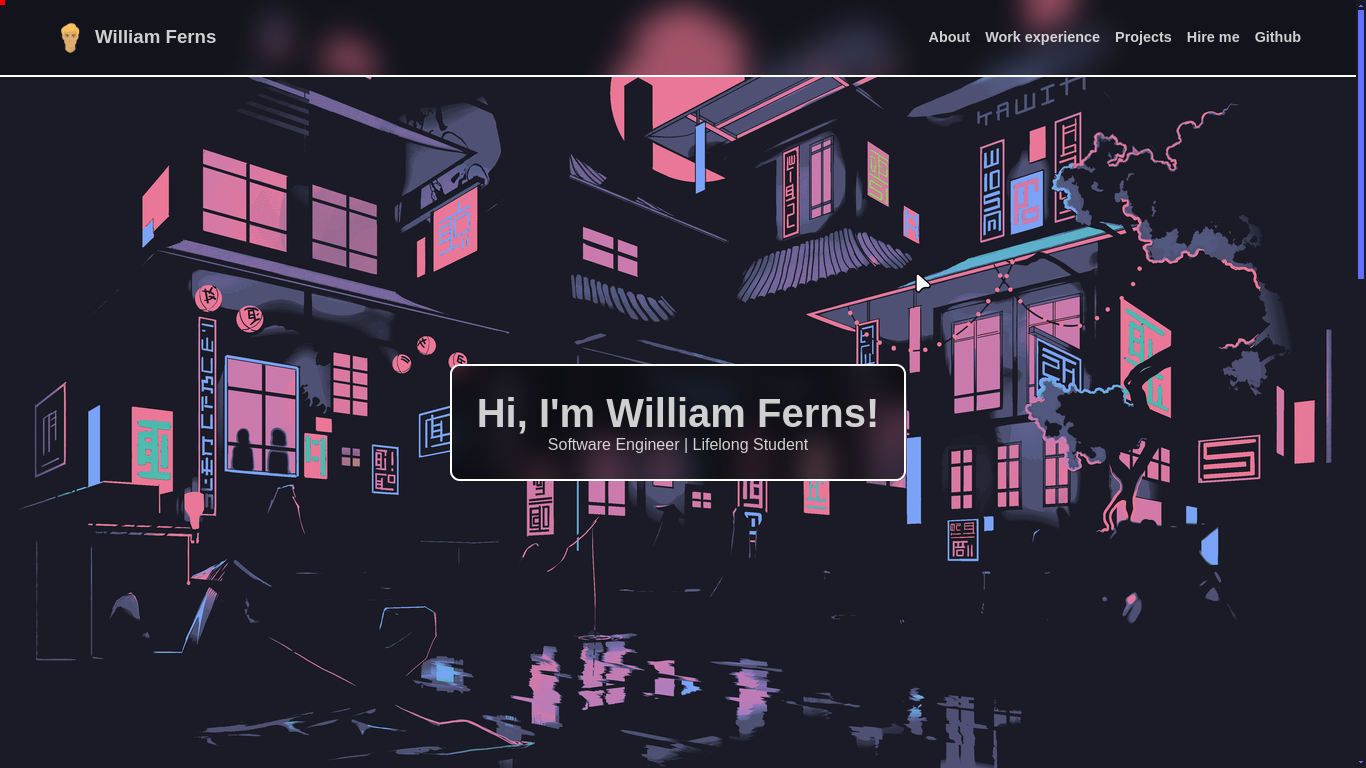 William Ferns
About
Work experience
Projects
Hire me
Github
Hi, I'm William Ferns!
Software Engineer | Lifelong Student